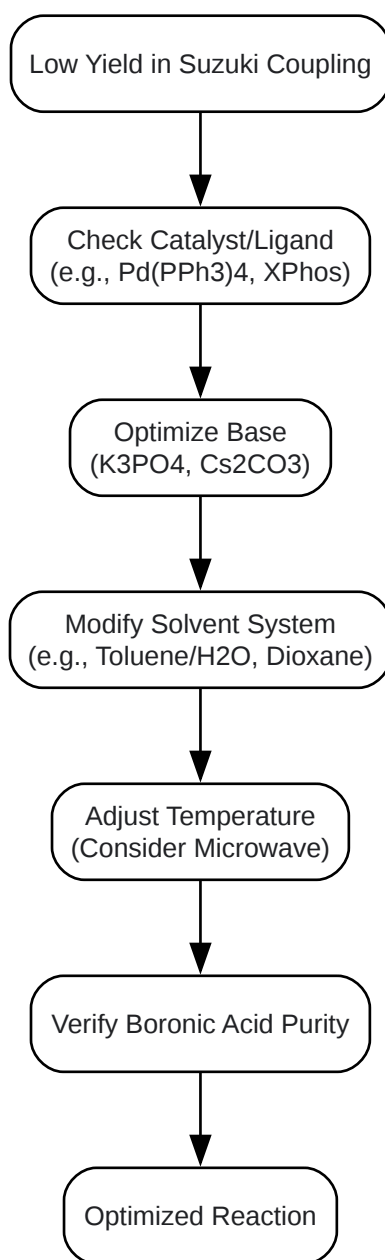 Low Yield in Suzuki Coupling
Check Catalyst/Ligand
(e.g., Pd(PPh3)4, XPhos)
Optimize Base
(K3PO4, Cs2CO3)
Modify Solvent System
(e.g., Toluene/H2O, Dioxane)
Adjust Temperature
(Consider Microwave)
Verify Boronic Acid Purity
Optimized Reaction